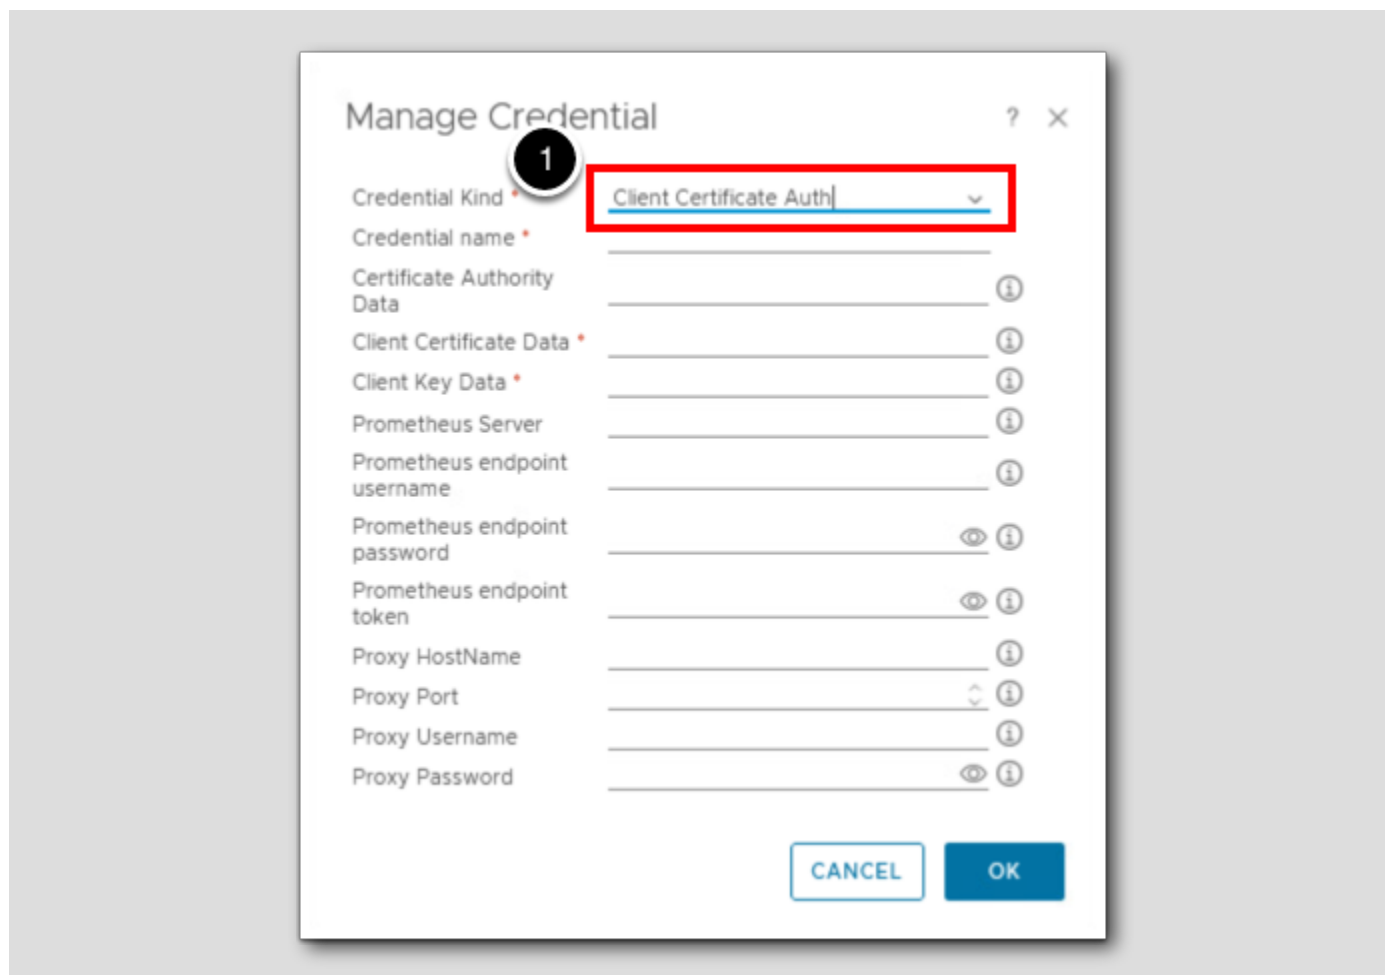 Manage Credential
?
1
Credential Kind *
Client Certificate Auth
Credential name *
Certificate Authority
Data
Client Certificate Data *
Client Key Data *
Prometheus Server
Prometheus endpoint
username
Prometheus endpoint
password
Prometheus endpoint
token
Proxy HostName
Proxy Port
Proxy Username
Proxy Password
CANCEL
OK